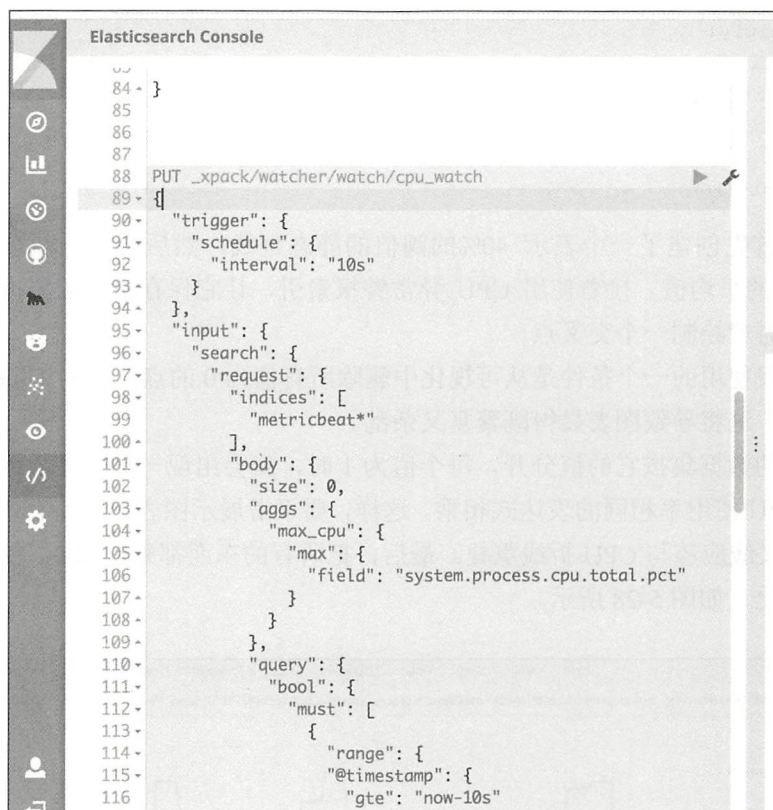 Elasticsearch Console
84 }
85
86
87
88 PUT _xpack/watcher/watch/cpu_watch
89 {
90 "trigger": {
91 "schedule": {
92 "interval": "10s"
93 }
94 },
95 "input": {
96 "search": {
97 "request": {
98 "indices": [
99 "metricbeat*"
100 ],
101 "body": {
102 "size": 0,
103 "aggs": {
104 "max_cpu": {
105 "max": {
106 "field": "system.process.cpu.total.pct"
107 }
108 }
109 },
110 "query": {
111 "bool": {
112 "must": [
113 {
114 "range": {
115 "@timestamp": {
116 "gte": "now-10s"